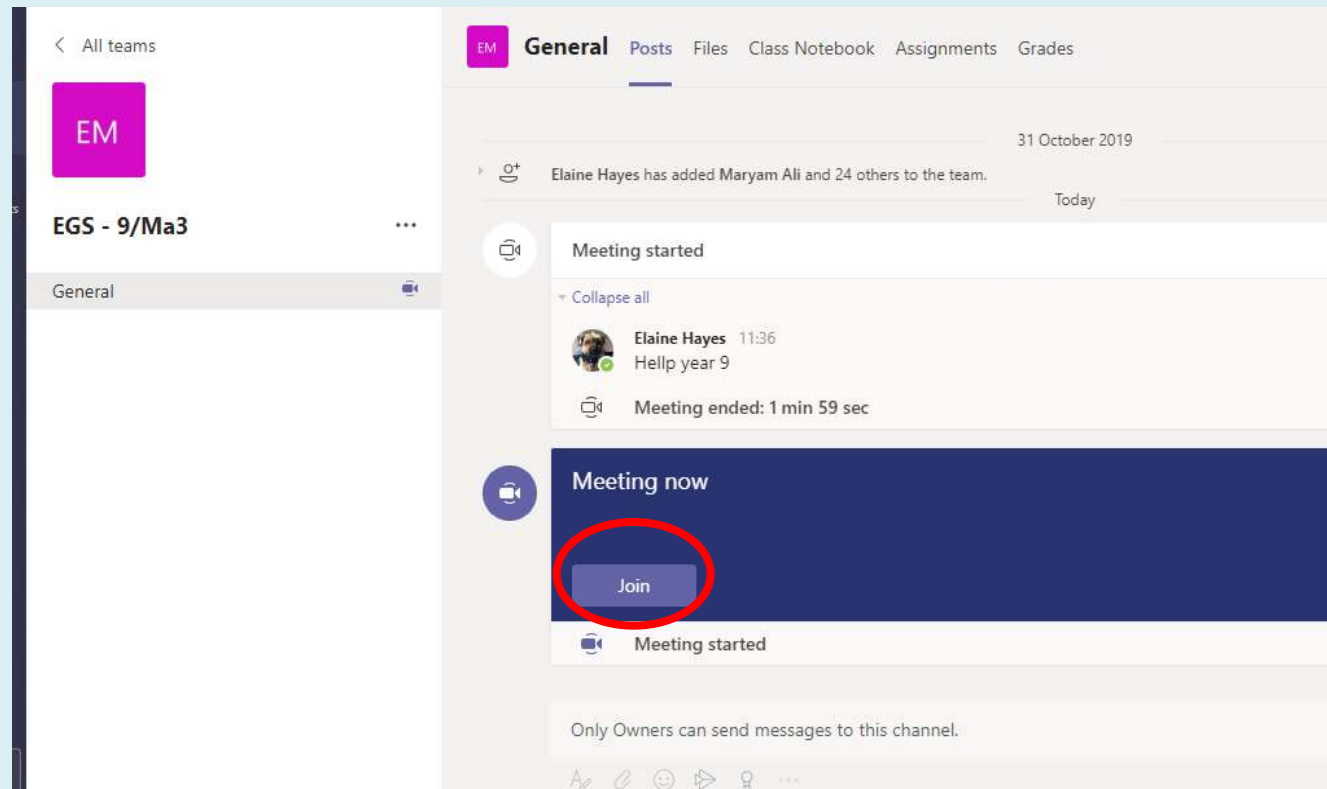 All teams
EM
EGS - 9/Ma3
General
EM General Posts Files Class Notebook Assignments Grades
31 October 2019
Elaine Hayes has added Maryam Ali and 24 others to the team.
Today
Meeting started
Collapse all
Elaine Hayes 11:36
Hellp year 9
Meeting ended: 1 min 59 sec
Meeting now
Join
Meeting started
Only Owners can send messages to this channel.